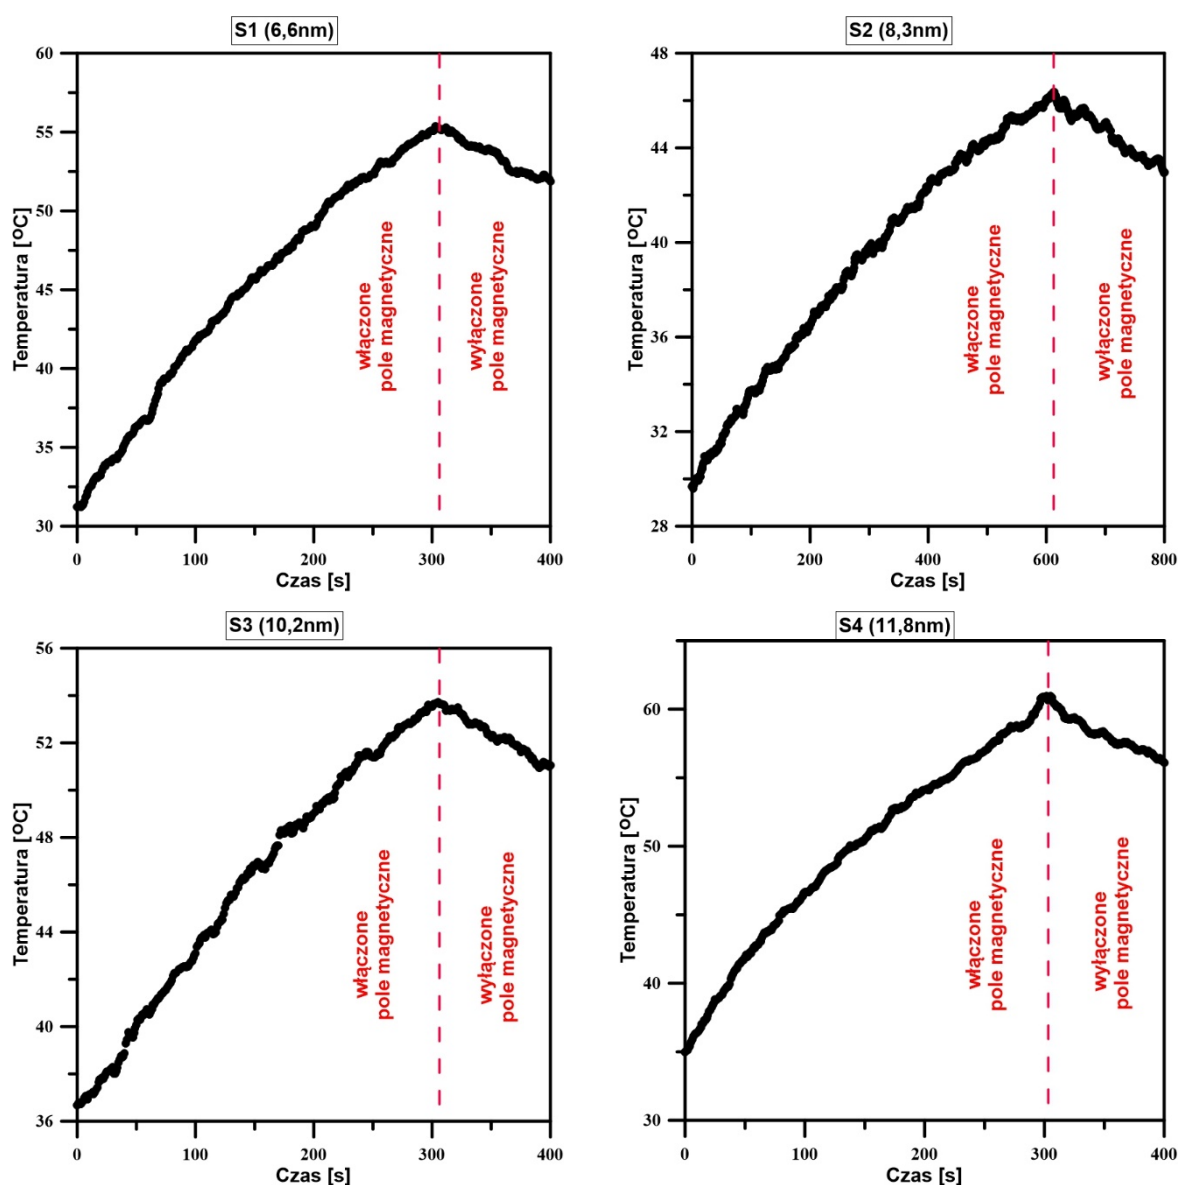 S1 (6,6nm)
60
55
50
45
40
35
30
Temperatura [°C]
włączone
pole magnetyczne
wyłączone
pole magnetyczne
0 100 200 300 400
Czas [s]
S2 (8,3nm)
48
44
40
36
32
28
Temperatura [°C]
włączone
pole magnetyczne
wyłączone
pole magnetyczne
0 200 400 600 800
Czas [s]
S3 (10,2nm)
56
52
48
44
40
36
Temperatura [°C]
włączone
pole magnetyczne
wyłączone
pole magnetyczne
0 100 200 300 400
Czas [s]
S4 (11,8nm)
60
50
40
30
Temperatura [°C]
włączone
pole magnetyczne
wyłączone
pole magnetyczne
0 100 200 300 400
Czas [s]